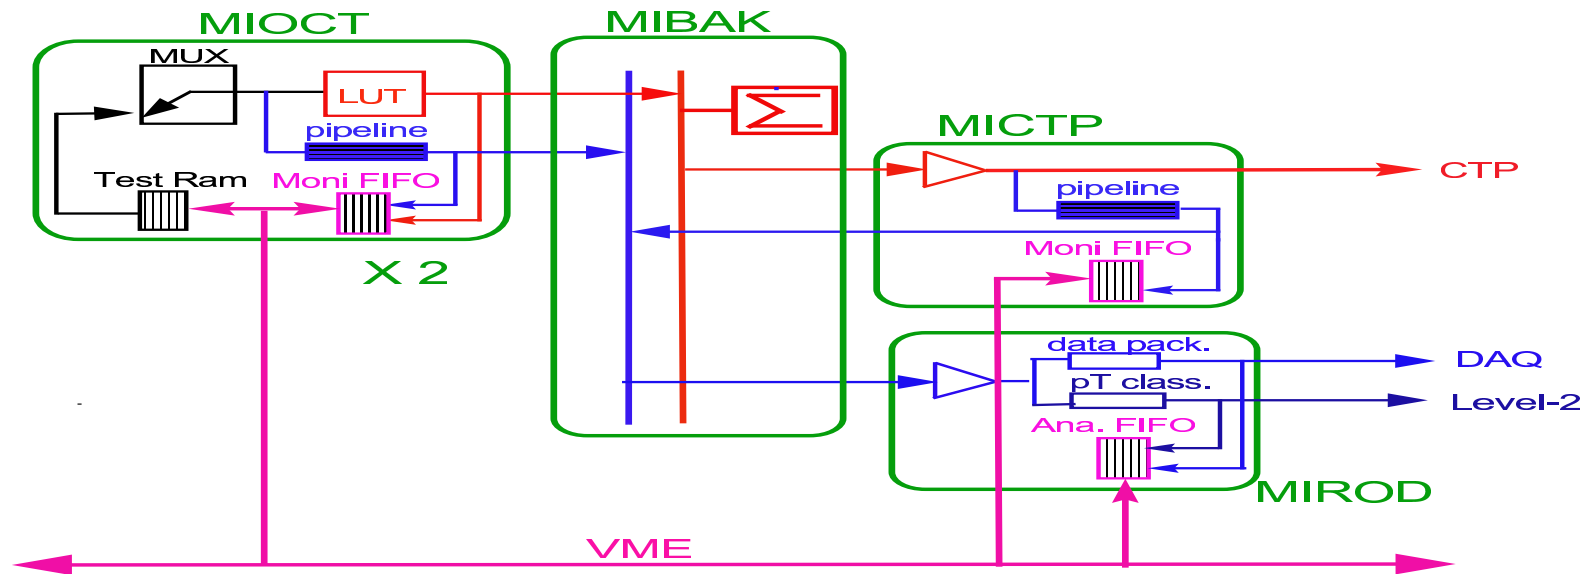 MIOCT
MIBAK
MUX
LUT
pipeline
Test Ram
Moni FIFO
X 2
MICTP
CTP
pipeline
Moni FIFO
data pack.
DAQ
pT class.
Level-2
Ana. FIFO
MIROD
VME